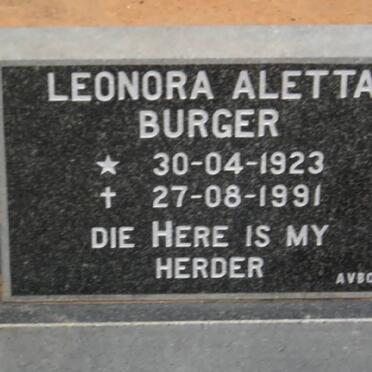 LEONORA ALETTA
BURGER
★ 30-04-1923
✝ 27-08-1991
DIE HERE IS MY
HERDER